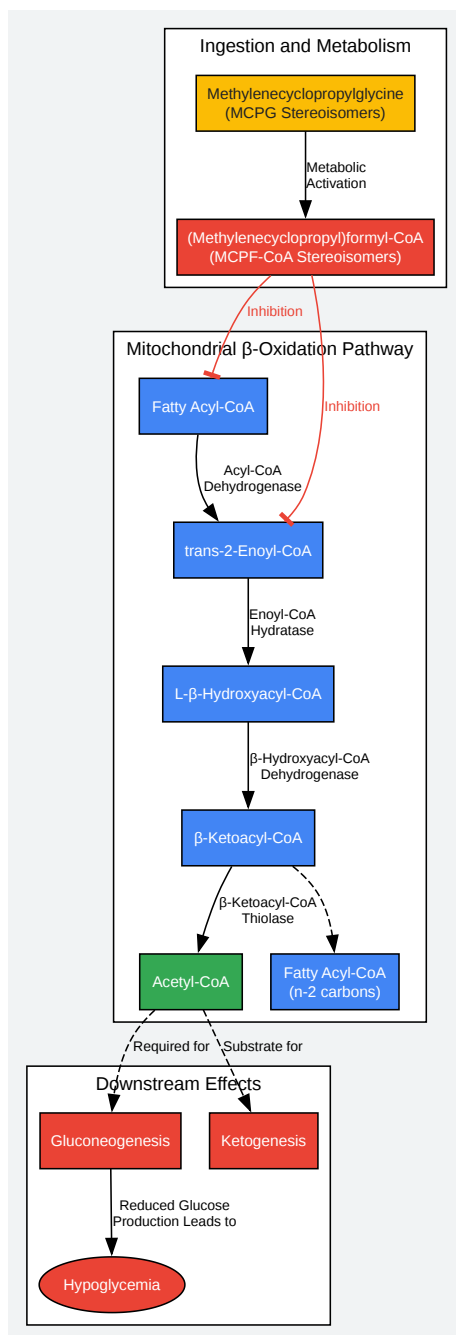 Ingestion and Metabolism
Methylenecyclopropylglycine
(MCPG Stereoisomers)
Metabolic
Activation
(Methylenecyclopropyl)formyl-CoA
(MCPF-CoA Stereoisomers)
Inhibition
Mitochondrial β-Oxidation Pathway
Fatty Acyl-CoA
Inhibition
Acyl-CoA
Dehydrogenase
trans-2-Enoyl-CoA
Enoyl-CoA
Hydratase
L-β-Hydroxyacyl-CoA
β-Hydroxyacyl-CoA
Dehydrogenase
β-Ketoacyl-CoA
β-Ketoacyl-CoA
Thiolase
Acetyl-CoA
Fatty Acyl-CoA
(n-2 carbons)
Required for
Substrate for
Downstream Effects
Gluconeogenesis
Ketogenesis
Reduced Glucose
Production Leads to
Hypoglycemia